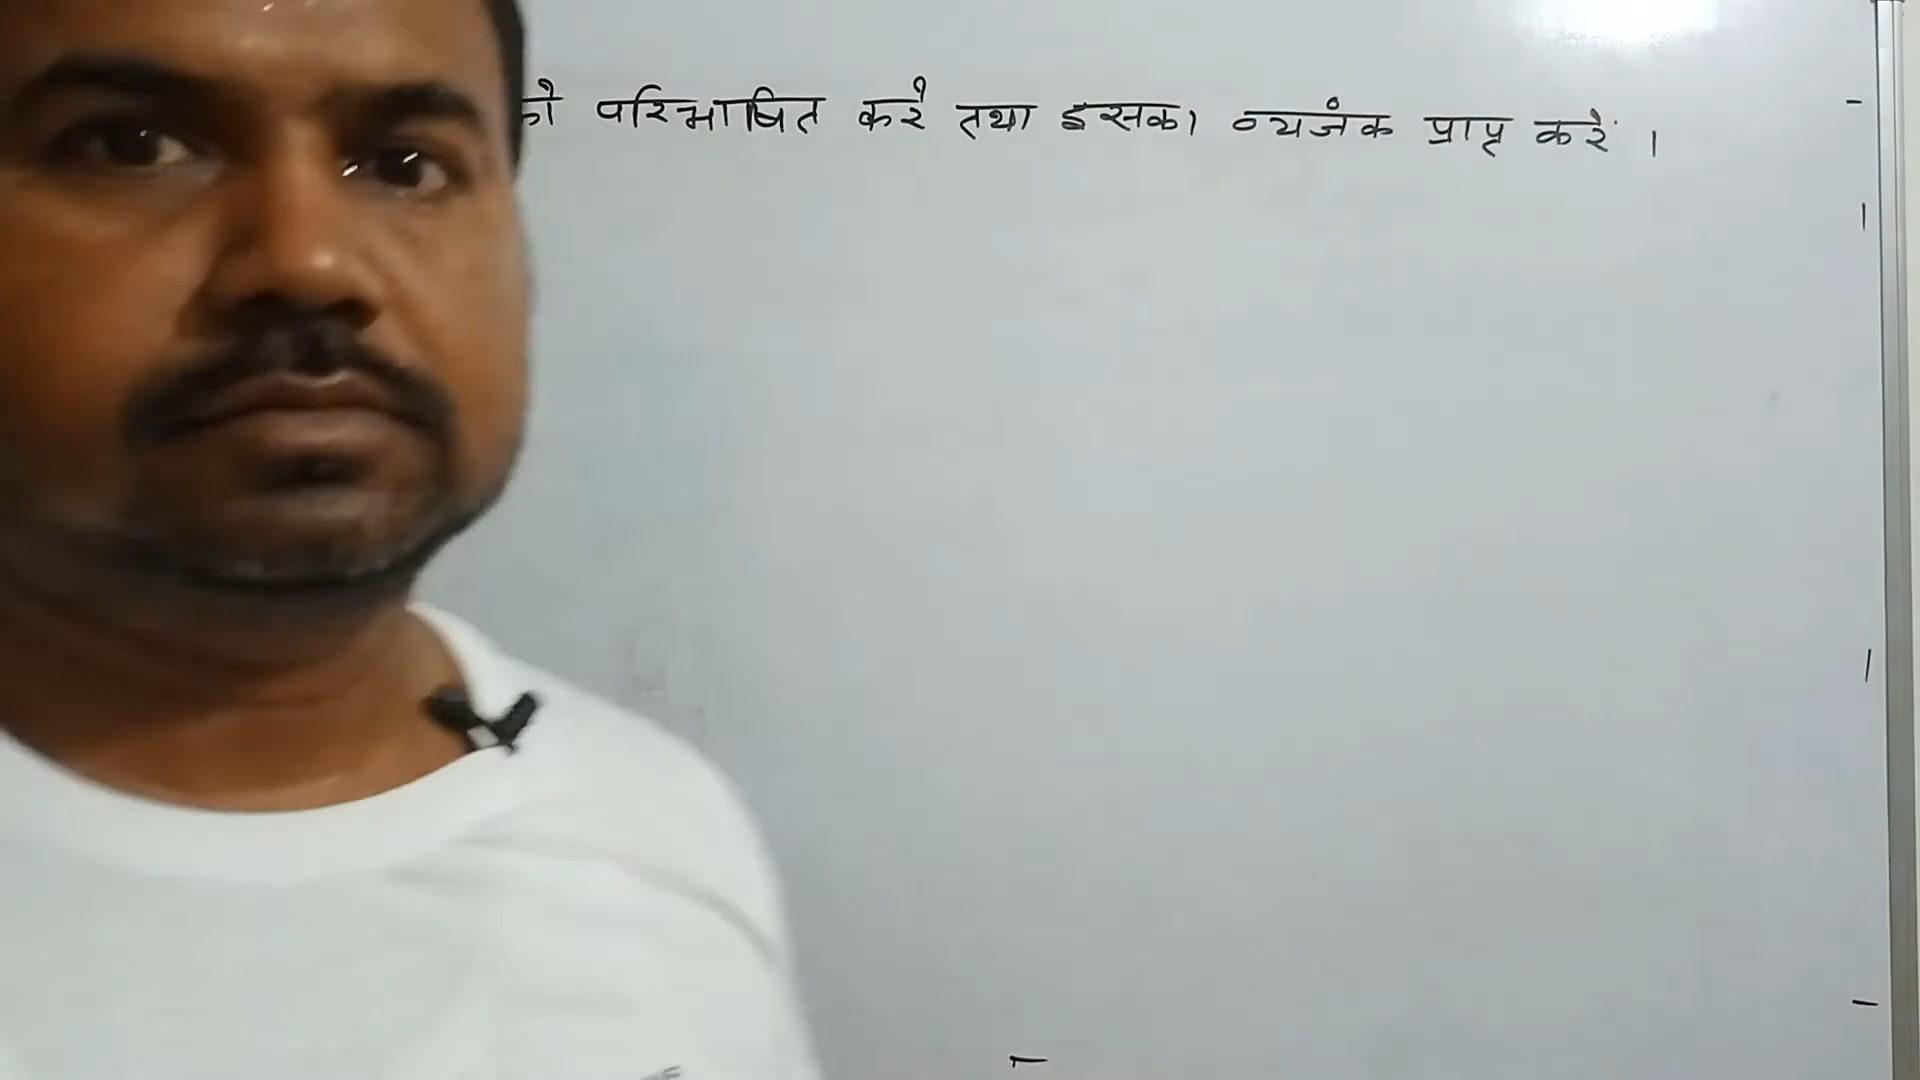 को परिभाषित करें तथा इसका व्यंजक प्राप्त करें ।